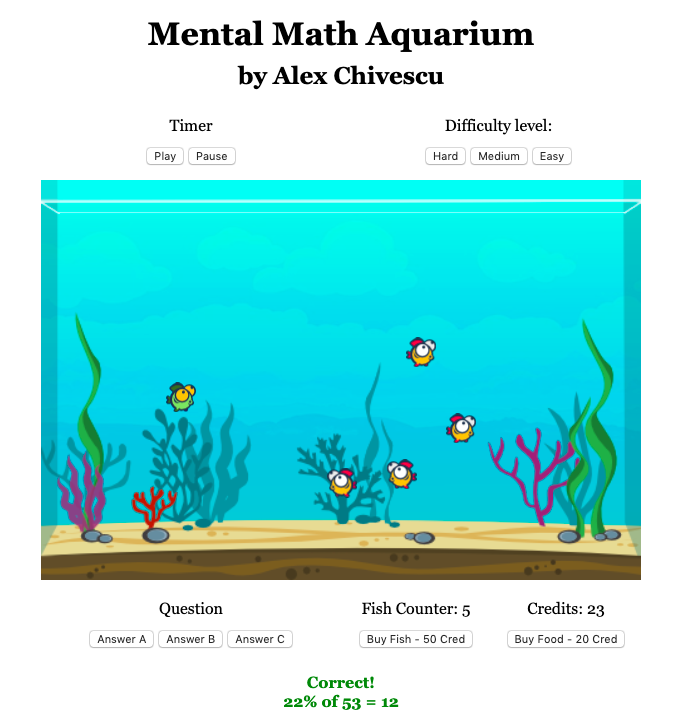 Mental Math Aquarium
by Alex Chivescu
Timer
Difficulty level:
Play Pause
Hard Medium Easy
Question
Fish Counter: 5
Credits: 23
Answer A Answer B Answer C
Buy Fish - 50 Cred
Buy Food - 20 Cred
Correct!
22% of 53 = 12